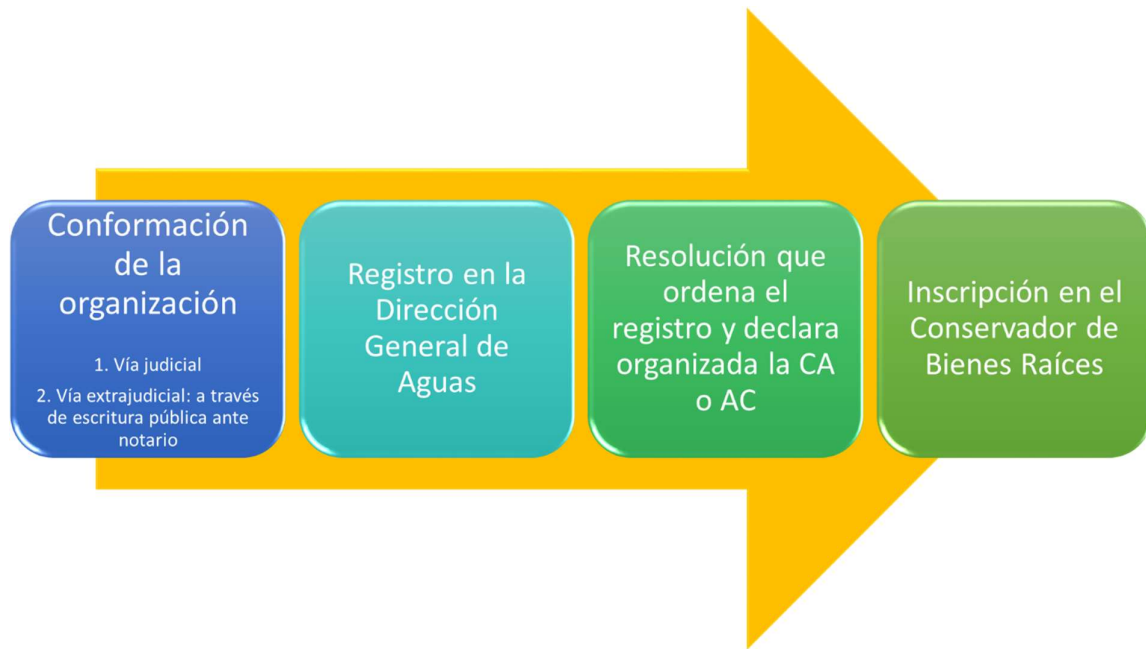 Conformación
de la
organización
1. Vía judicial
2. Vía extrajudicial: a través
de escritura pública ante
notario
Registro en la
Dirección
General de
Aguas
Resolución que
ordena el
registro y declara
organizada la CA
o AC
Inscripción en el
Conservador de
Bienes Raíces